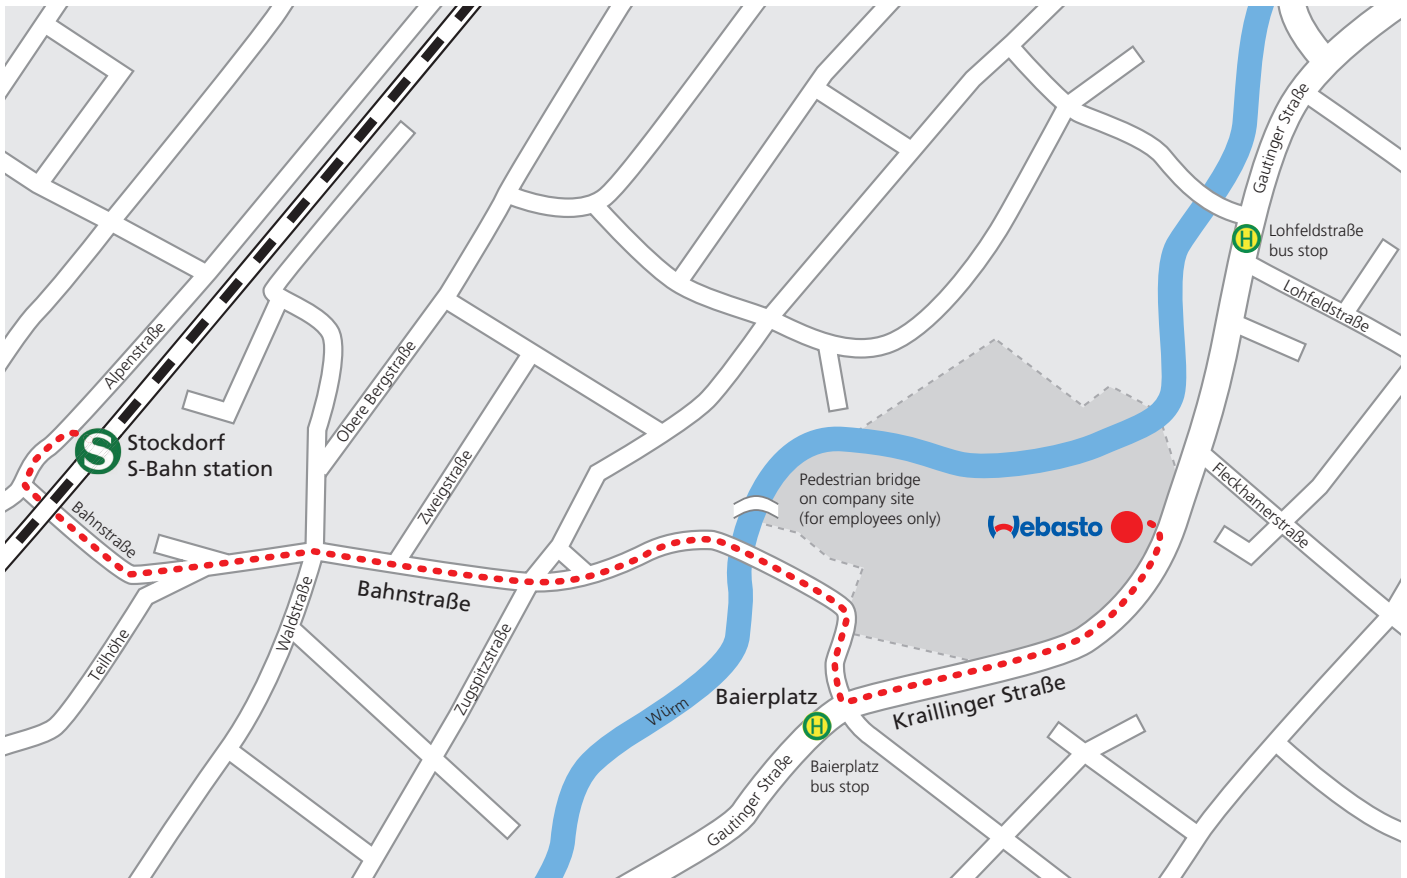 Gautinger Straße
H
Lohfeldstraße
bus stop
Lohfeldstraße
Alpenstraße
Obere Bergstraße
S
Stockdorf
S-Bahn station
Zweigstraße
Pedestrian bridge
on company site
(for employees only)
Webasto
Fleckhamerstraße
Bahnstraße
Bahnstraße
Waldstraße
Teilhöhe
Zugspitzstraße
Würm
Baierplatz
H
Kraillinger Straße
Baierplatz
bus stop
Gautinger Straße